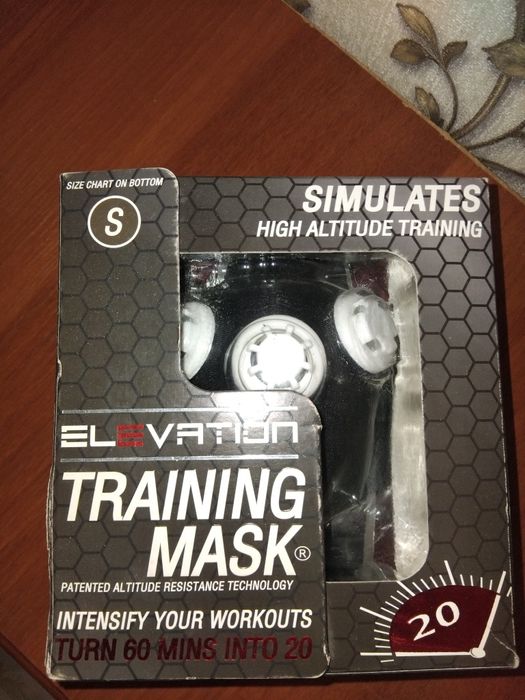 SIZE CHART ON BOTTOM
S
SIMULATES
HIGH ALTITUDE TRAINING
ELEVATION
TRAINING
MASK®
PATENTED ALTITUDE RESISTANCE TECHNOLOGY
INTENSIFY YOUR WORKOUTS
TURN 60 MINS INTO 20
20